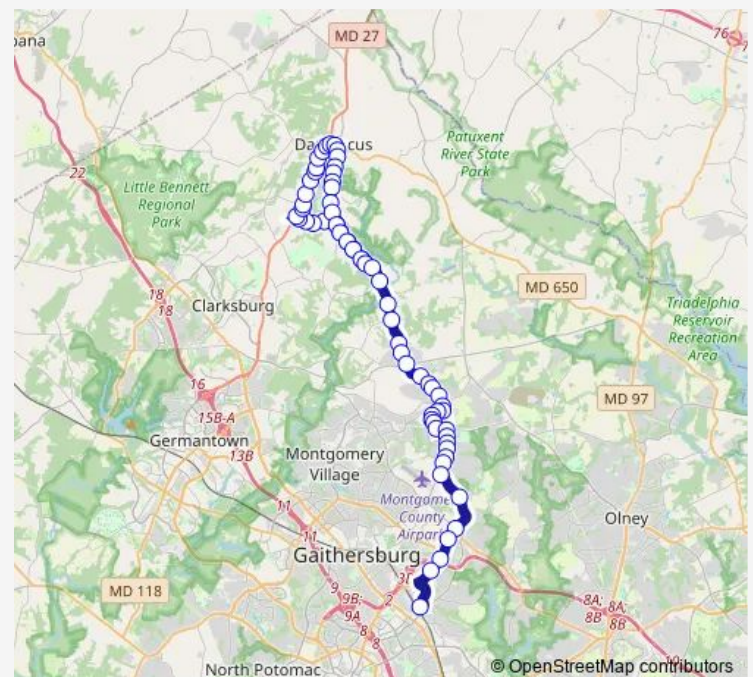 MD 27
76
bana
Patuxent
River State
Park
22
Little Bennett
Regional
Park
MD 650
18
18
Clarksburg
Triadelphia
Reservoir
Recreation
Area
16
MD 97
15B-A
Germantown
13B
Montgomery
Village
11
Olney
11
Gaithersburg
MD 118
9
9B;
2
9A
8
8
8A;
8B
8A;
8B
North Potomac
© OpenStreetMap contributors